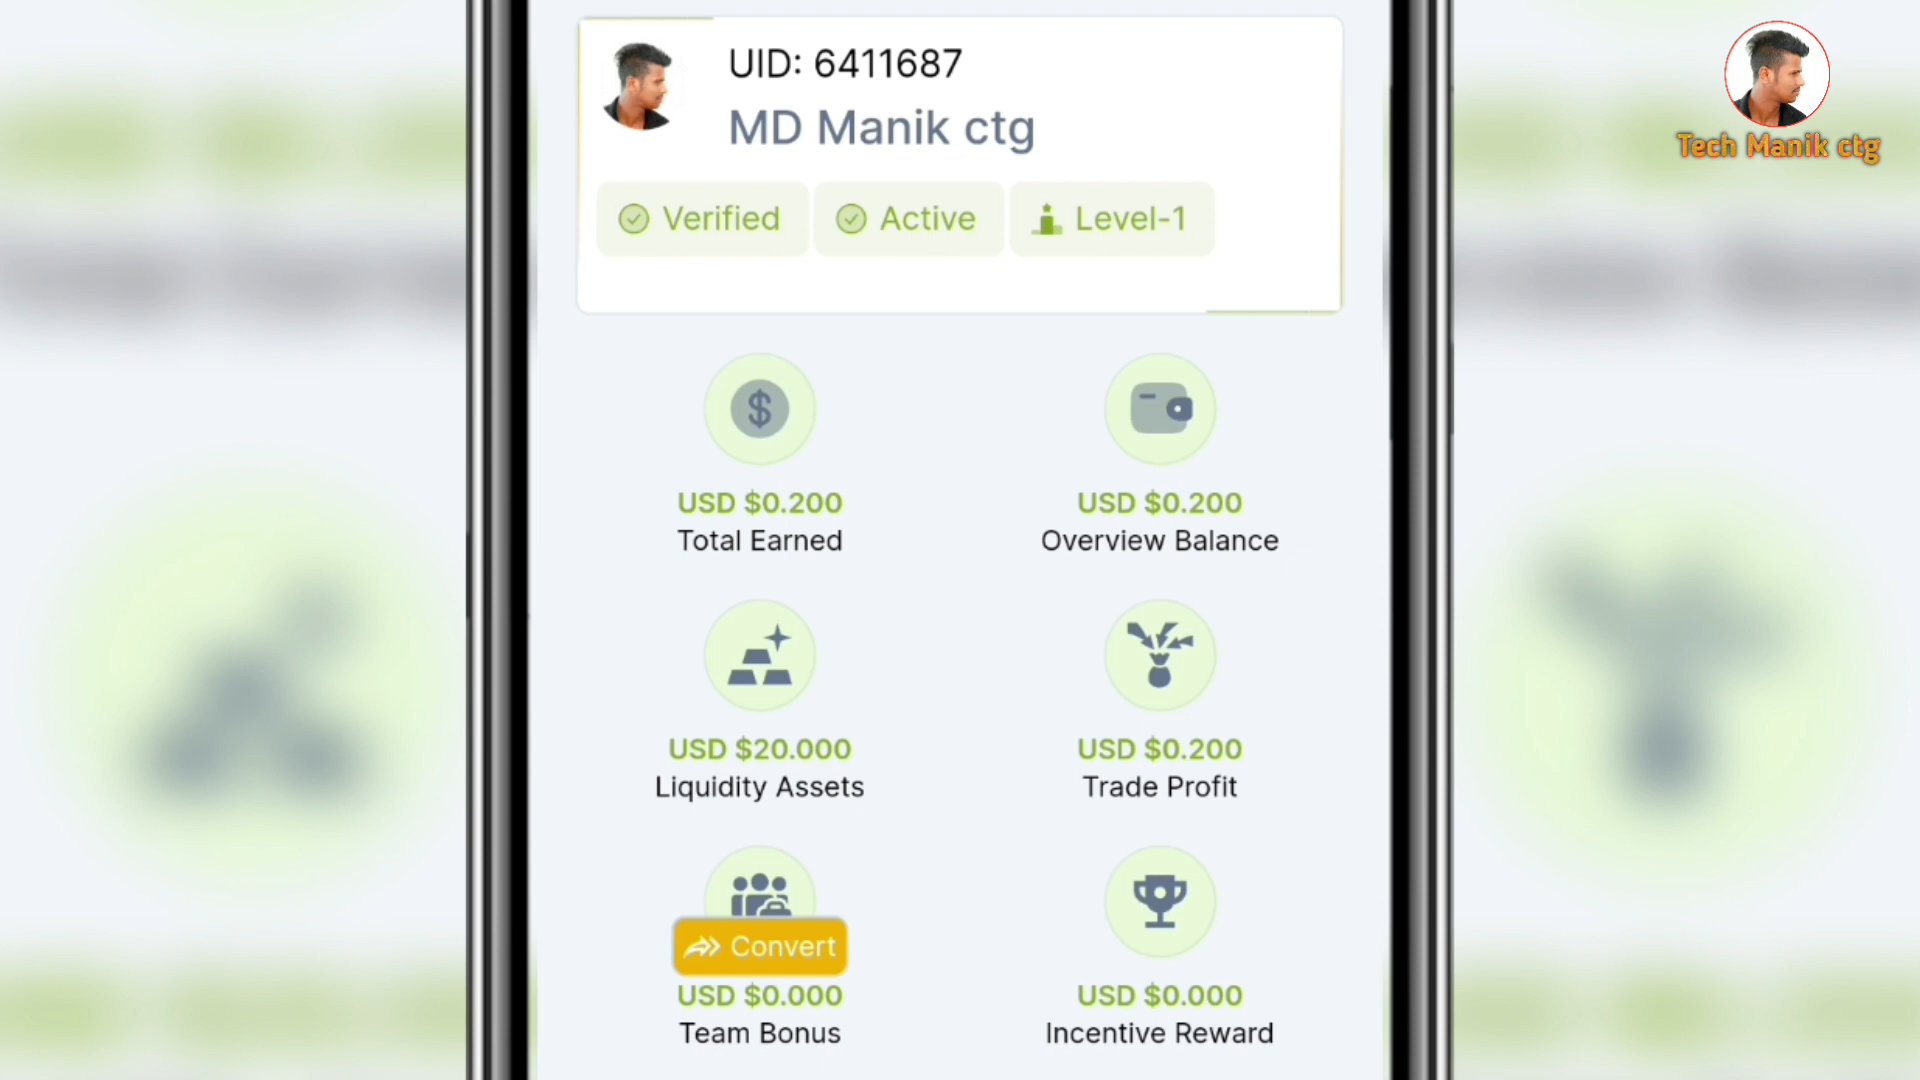 UID: 6411687
MD Manik ctg
Tech Manik ctg
Verified
Active
Level-1
USD $0.200
Total Earned
USD $0.200
Overview Balance
USD $20.000
Liquidity Assets
USD $0.200
Trade Profit
Convert
USD $0.000
Team Bonus
USD $0.000
Incentive Reward